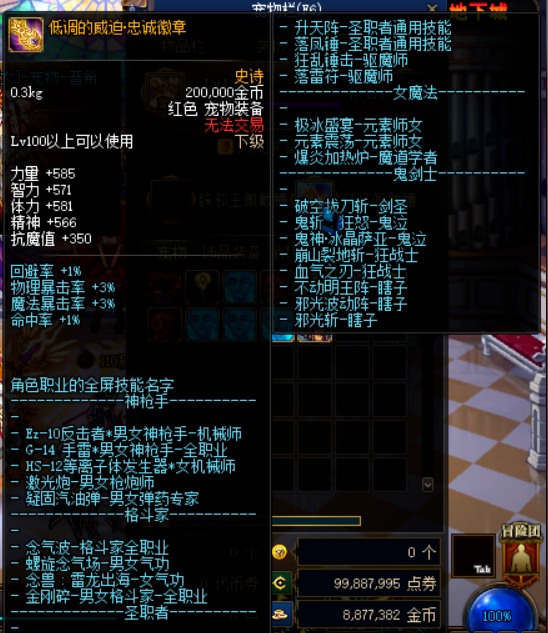 宠物栏(F6)
地下城
低调的威迫·忠诚徽章
史诗
0.3kg
200,000金币
红色 宠物装备
无法交易
Lv100以上可以使用
下级
力量 +585
智力 +571
体力 +581
精神 +566
抗魔值 +350
回避率 +1%
物理暴击率 +3%
魔法暴击率 +3%
命中率 +1%
角色职业的全屏技能名字
--------------神枪手-----------
-
- Ez-10反击者*男女神枪手-机械师
- G-14 手雷*男女神枪手-全职业
- HS-12等离子体发生器*女机械师
- 激光炮-男女枪炮师
- 凝固汽油弹-男女弹药专家
--------------格斗家-----------
-
- 念气波-格斗家全职业
- 螺旋念气场-男女气功
- 念兽：雷龙出海-女气功
- 金刚碎-男女格斗家-全职业
--------------圣职者-----------
-
- 升天阵-圣职者通用技能
- 落凤锤-圣职者通用技能
- 狂乱锤击-驱魔师
- 落雷符-驱魔师
--------------女魔法-----------
-
- 极冰盛宴-元素师女
- 元素震荡-元素师女
- 爆炎加热炉-魔道学者
--------------鬼剑士-----------
-
- 破空拔刀斩-剑圣
- 鬼斩：狂怒-鬼泣
- 鬼神·冰晶萨亚-鬼泣
- 崩山裂地斩-狂战士
- 血气之刃-狂战士
- 不动明王阵-瞎子
- 邪光波动阵-瞎子
- 邪光斩-瞎子
0 个
99,887,995 点券
8,877,382 金币
冒险团
Tab
100%